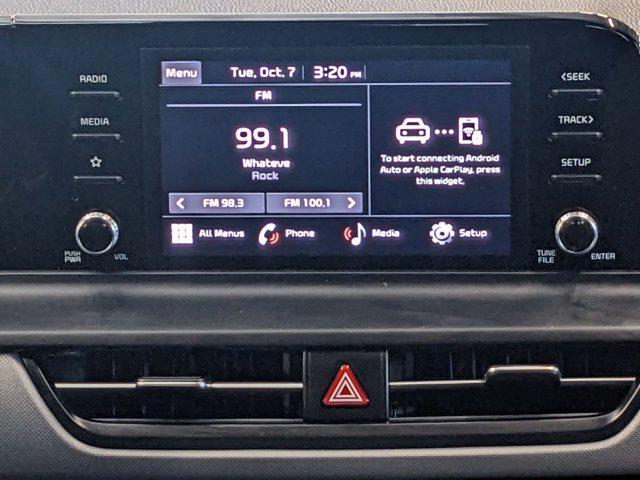 Menu Tue, Oct. 7 3:20 PM
FM
99.1
Whateve
Rock
FM 98.3 FM 100.1
To start connecting Android
Auto or Apple CarPlay, press
this widget.
All Menus Phone Media Setup
RADIO
MEDIA
PUSH
PWR
VOL
<SEEK
TRACK>
SETUP
TUNE
FILE
ENTER